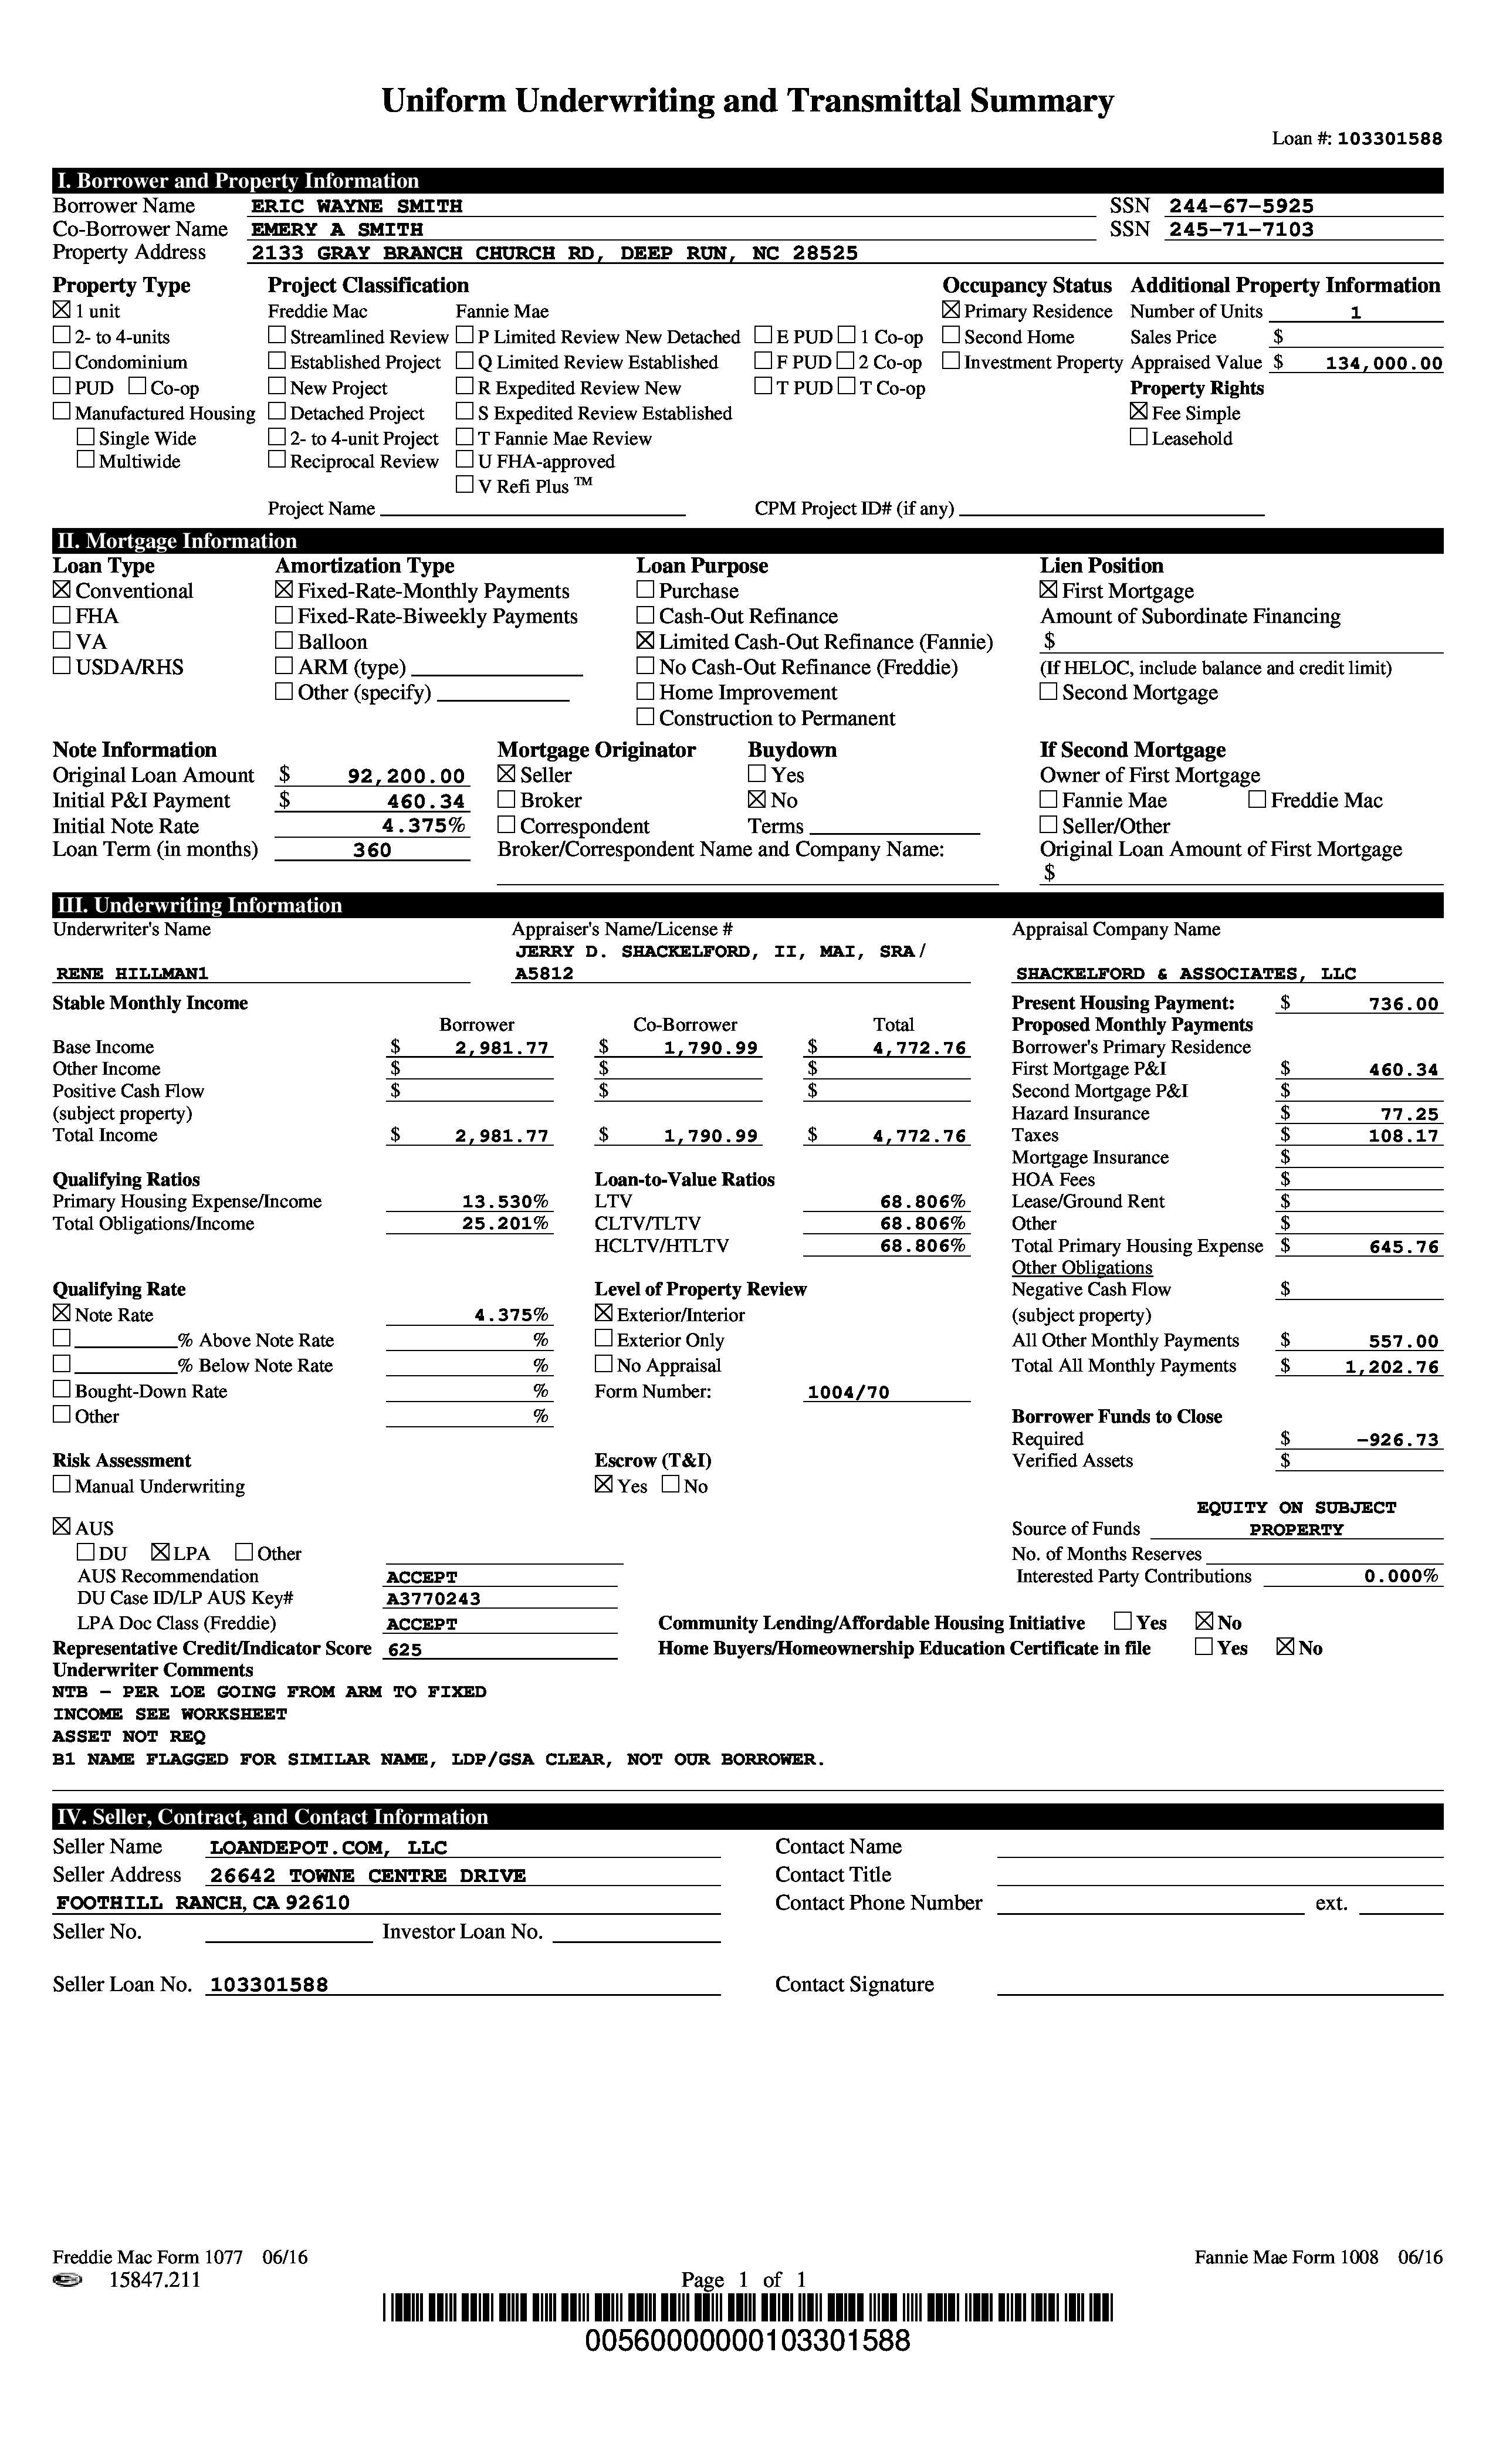 Uniform Underwriting and Transmittal Summary
Loan #: 103301588
I. Borrower and Property Information
Borrower Name ERIC WAYNE SMITH SSN 244-67-5925
Co-Borrower Name EMERY A SMITH SSN 245-71-7103
Property Address 2133 GRAY BRANCH CHURCH RD, DEEP RUN, NC 28525
Property Type Project Classification Occupancy Status Additional Property Information
☒ 1 unit Freddie Mac Fannie Mae ☒ Primary Residence Number of Units 1
☐ 2- to 4-units ☐ Streamlined Review ☐ P Limited Review New Detached ☐ E PUD ☐ 1 Co-op ☐ Second Home Sales Price $
☐ Condominium ☐ Established Project ☐ Q Limited Review Established ☐ F PUD ☐ 2 Co-op ☐ Investment Property Appraised Value $ 134,000.00
☐ PUD ☐ Co-op ☐ New Project ☐ R Expedited Review New ☐ T PUD ☐ T Co-op Property Rights
☐ Manufactured Housing ☐ Detached Project ☐ S Expedited Review Established ☒ Fee Simple
☐ Single Wide ☐ 2- to 4-unit Project ☐ T Fannie Mae Review ☐ Leasehold
☐ Multiwide ☐ Reciprocal Review ☐ U FHA-approved
☐ V Refi Plus ™
Project Name CPM Project ID# (if any)
II. Mortgage Information
Loan Type Amortization Type Loan Purpose Lien Position
☒ Conventional ☒ Fixed-Rate-Monthly Payments ☐ Purchase ☒ First Mortgage
☐ FHA ☐ Fixed-Rate-Biweekly Payments ☐ Cash-Out Refinance Amount of Subordinate Financing
☐ VA ☐ Balloon ☒ Limited Cash-Out Refinance (Fannie) $
☐ USDA/RHS ☐ ARM (type) ☐ No Cash-Out Refinance (Freddie) (If HELOC, include balance and credit limit)
☐ Other (specify) ☐ Home Improvement ☐ Second Mortgage
☐ Construction to Permanent
Note Information Mortgage Originator Buydown If Second Mortgage
Original Loan Amount $ 92,200.00 ☒ Seller ☐ Yes Owner of First Mortgage
Initial P&I Payment $ 460.34 ☐ Broker ☒ No ☐ Fannie Mae ☐ Freddie Mac
Initial Note Rate 4.375% ☐ Correspondent Terms ☐ Seller/Other
Loan Term (in months) 360 Broker/Correspondent Name and Company Name: Original Loan Amount of First Mortgage
$
III. Underwriting Information
Underwriter's Name Appraiser's Name/License # Appraisal Company Name
JERRY D. SHACKELFORD, II, MAI, SRA/
RENE HILLMAN1 A5812 SHACKELFORD & ASSOCIATES, LLC
Stable Monthly Income Present Housing Payment: $ 736.00
Borrower Co-Borrower Total Proposed Monthly Payments
Base Income $ 2,981.77 $ 1,790.99 $ 4,772.76 Borrower's Primary Residence
Other Income $ $ $ First Mortgage P&I $ 460.34
Positive Cash Flow $ $ $ Second Mortgage P&I $
(subject property) Hazard Insurance $ 77.25
Total Income $ 2,981.77 $ 1,790.99 $ 4,772.76 Taxes $ 108.17
Mortgage Insurance $
Qualifying Ratios Loan-to-Value Ratios HOA Fees $
Primary Housing Expense/Income 13.530% LTV 68.806% Lease/Ground Rent $
Total Obligations/Income 25.201% CLTV/TLTV 68.806% Other $
HCLTV/HTLTV 68.806% Total Primary Housing Expense $ 645.76
Other Obligations
Qualifying Rate Level of Property Review Negative Cash Flow $
☒ Note Rate 4.375% ☒ Exterior/Interior (subject property)
☐ % Above Note Rate % ☐ Exterior Only All Other Monthly Payments $ 557.00
☐ % Below Note Rate % ☐ No Appraisal Total All Monthly Payments $ 1,202.76
☐ Bought-Down Rate % Form Number: 1004/70
☐ Other % Borrower Funds to Close
Required $ -926.73
Risk Assessment Escrow (T&I) Verified Assets $
☐ Manual Underwriting ☒ Yes ☐ No
EQUITY ON SUBJECT
☒ AUS Source of Funds PROPERTY
☐ DU ☒ LPA ☐ Other No. of Months Reserves
AUS Recommendation ACCEPT Interested Party Contributions 0.000%
DU Case ID/LP AUS Key# A3770243
LPA Doc Class (Freddie) ACCEPT Community Lending/Affordable Housing Initiative ☐ Yes ☒ No
Representative Credit/Indicator Score 625 Home Buyers/Homeownership Education Certificate in file ☐ Yes ☒ No
Underwriter Comments
NTB - PER LOE GOING FROM ARM TO FIXED
INCOME SEE WORKSHEET
ASSET NOT REQ
B1 NAME FLAGGED FOR SIMILAR NAME, LDP/GSA CLEAR, NOT OUR BORROWER.
IV. Seller, Contract, and Contact Information
Seller Name LOANDEPOT.COM, LLC Contact Name
Seller Address 26642 TOWNE CENTRE DRIVE Contact Title
FOOTHILL RANCH, CA 92610 Contact Phone Number ext.
Seller No. Investor Loan No.
Seller Loan No. 103301588 Contact Signature
Freddie Mac Form 1077 06/16 Fannie Mae Form 1008 06/16
15847.211 Page 1 of 1
00560000000103301588